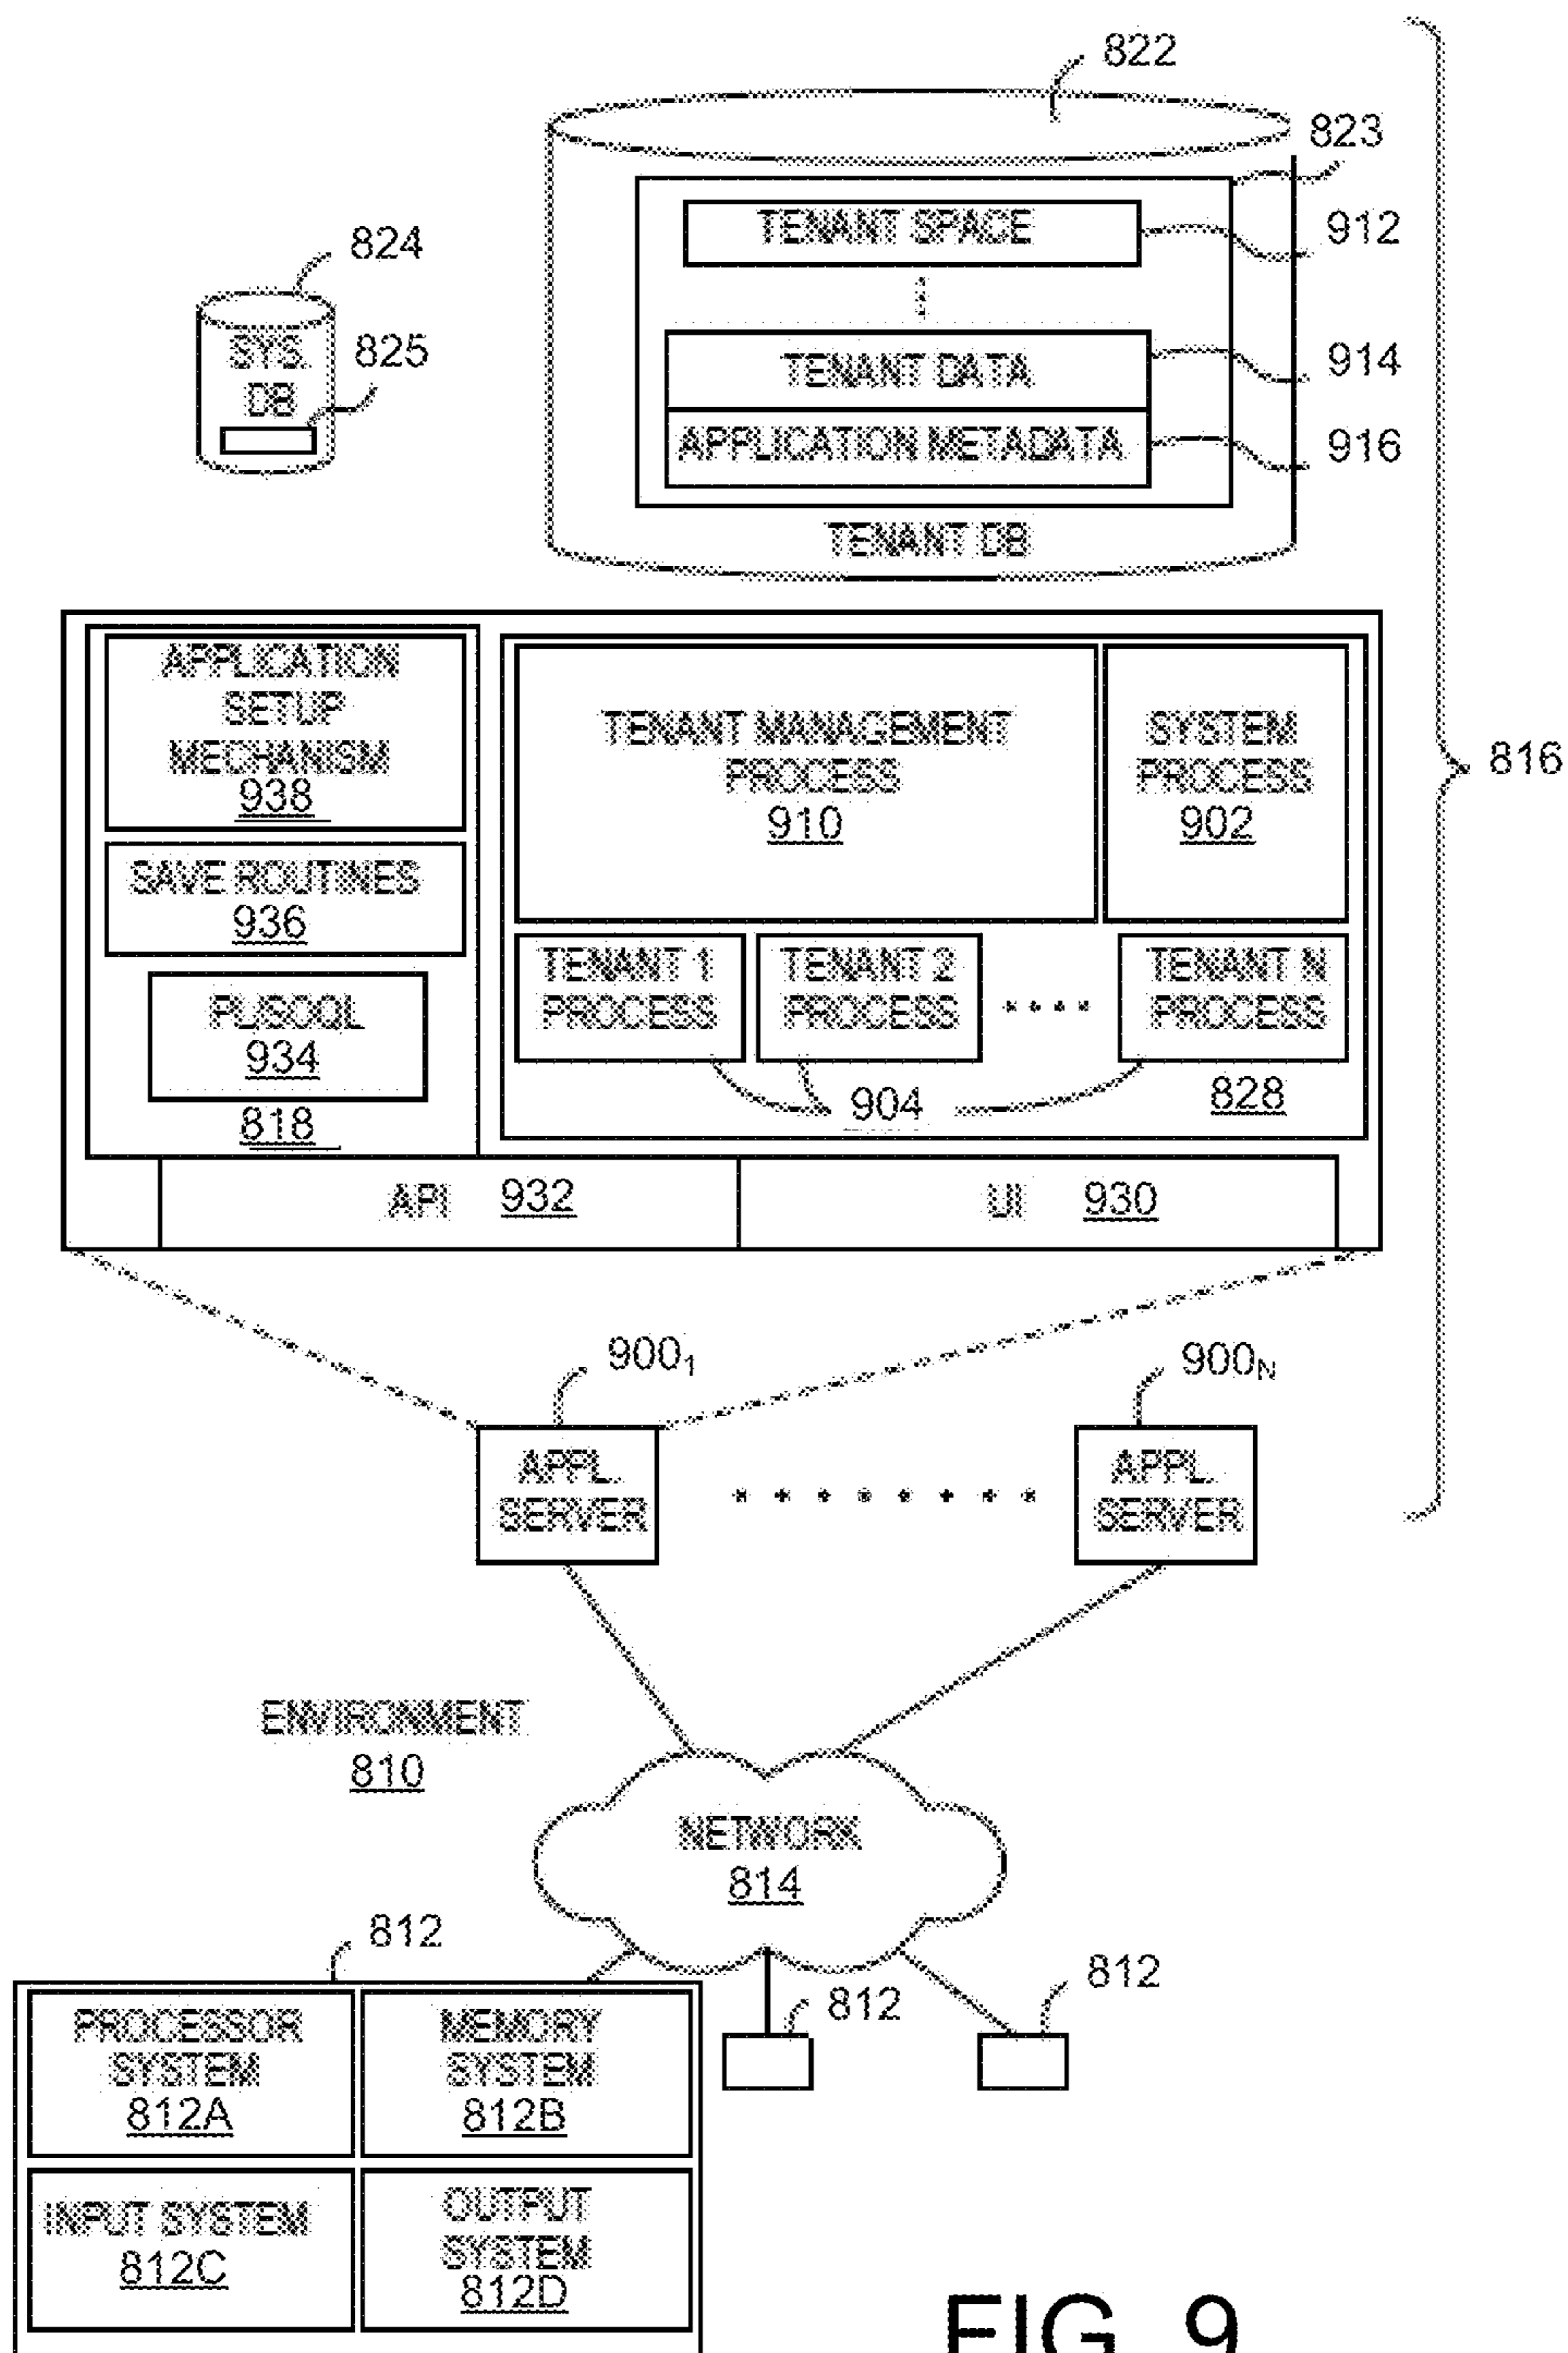 822
823
TENANT SPACE
912
824
SYS.
DB
825
TENANT DATA
914
APPLICATION METADATA
916
TENANT DB
APPLICATION
SETUP
MECHANISM
938
TENANT MANAGEMENT
PROCESS
910
SYSTEM
PROCESS
902
816
SAVE ROUTINES
936
TENANT 1
PROCESS
TENANT 2
PROCESS
TENANT N
PROCESS
934
904
828
818
API 932
UI 930
900₁
900N
APPL.
SERVER
APPL.
SERVER
ENVIRONMENT
810
NETWORK
814
812
812
812
PROCESSOR
SYSTEM
812A
MEMORY
SYSTEM
812B
INPUT SYSTEM
812C
OUTPUT
SYSTEM
812D
FIG. 9